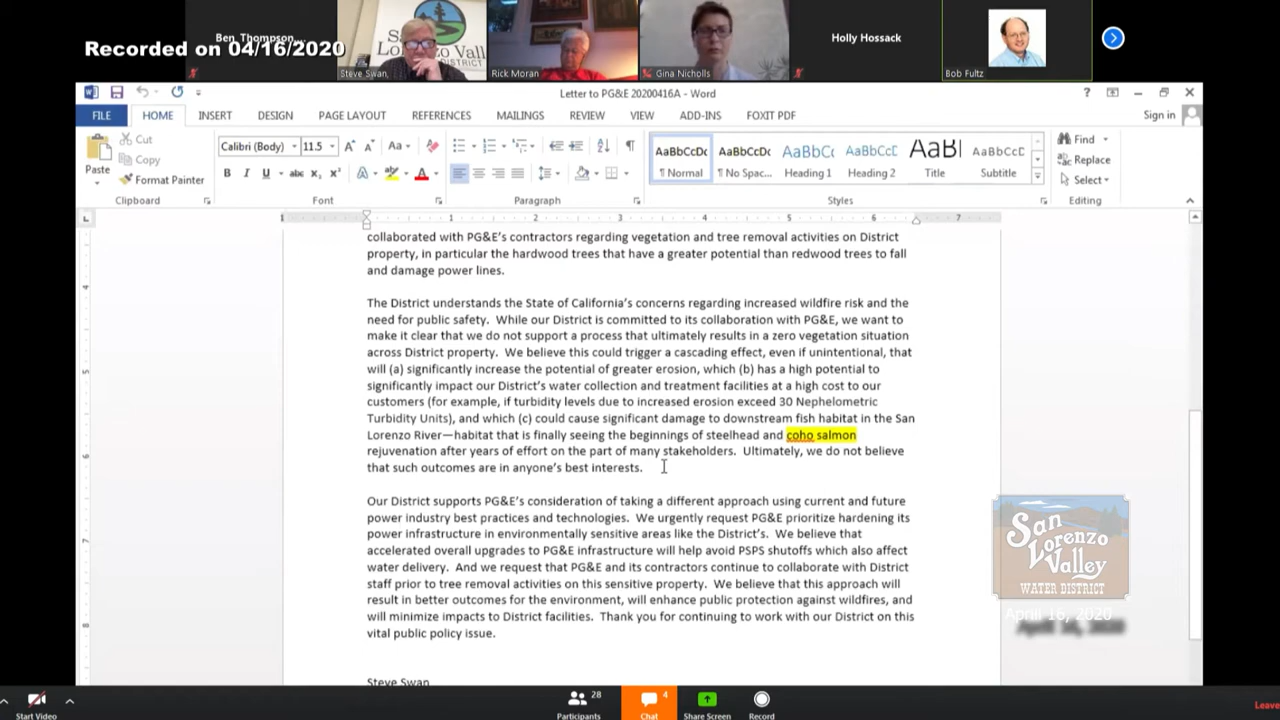 Recorded on 04/16/2020
Ben Thompson...
Steve Swan
Rick Moran
Gina Nicholls
Holly Hossack
Bob Fultz
Letter to PG&E 20200416A - Word
Sign in
FILE
HOME
INSERT
DESIGN
PAGE LAYOUT
REFERENCES
MAILINGS
REVIEW
VIEW
ADD-INS
FOXIT PDF
Paste
Cut
Copy
Format Painter
Clipboard
Calibri (Body)
11.5
Font
Paragraph
AaBbCcDc
¶ Normal
AaBbCcDc
¶ No Spac...
AaBbCc
Heading 1
AaBbCcC
Heading 2
AaBl
Title
AaBbCcC
Subtitle
Styles
Find
Replace
Select
Editing
collaborated with PG&E's contractors regarding vegetation and tree removal activities on District
property, in particular the hardwood trees that have a greater potential than redwood trees to fall
and damage power lines.
The District understands the State of California's concerns regarding increased wildfire risk and the
need for public safety.  While our District is committed to its collaboration with PG&E, we want to
make it clear that we do not support a process that ultimately results in a zero vegetation situation
across District property.  We believe this could trigger a cascading effect, even if unintentional, that
will (a) significantly increase the potential of greater erosion, which (b) has a high potential to
significantly impact our District's water collection and treatment facilities at a high cost to our
customers (for example, if turbidity levels due to increased erosion exceed 30 Nephelometric
Turbidity Units), and which (c) could cause significant damage to downstream fish habitat in the San
Lorenzo River—habitat that is finally seeing the beginnings of steelhead and coho salmon
rejuvenation after years of effort on the part of many stakeholders.  Ultimately, we do not believe
that such outcomes are in anyone's best interests.
Our District supports PG&E's consideration of taking a different approach using current and future
power industry best practices and technologies.  We urgently request PG&E prioritize hardening its
power infrastructure in environmentally sensitive areas like the District's.  We believe that
accelerated overall upgrades to PG&E infrastructure will help avoid PSPS shutoffs which also affect
water delivery.  And we request that PG&E and its contractors continue to collaborate with District
staff prior to tree removal activities on this sensitive property.  We believe that this approach will
result in better outcomes for the environment, will enhance public protection against wildfires, and
will minimize impacts to District facilities.  Thank you for continuing to work with our District on this
vital public policy issue.
Steve Swan
San
Lorenzo
Valley
WATER DISTRICT
April 16, 2020
Start Video
28
Participants
4
Chat
Share Screen
Record
Leave